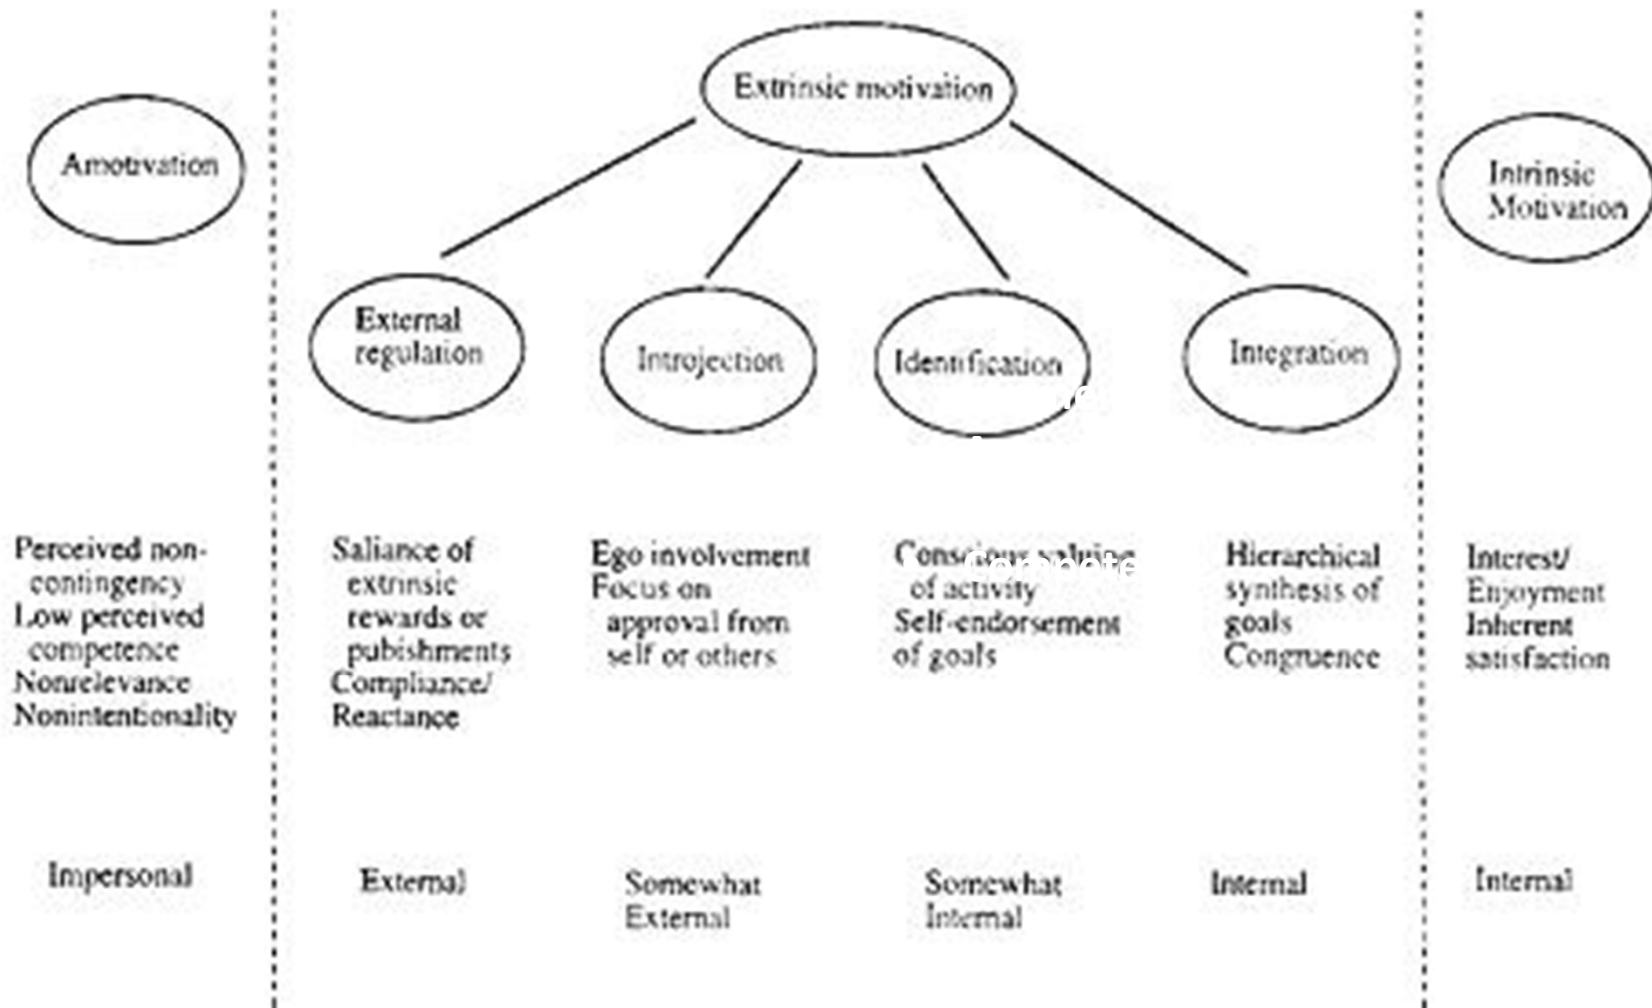 Extrinsic motivation
Amotivation
Intrinsic
Motivation
External
regulation
Introjection
Identification
Integration
Perceived non-
contingency
Low perceived
competence
Nonrelevance
Nonintentionality
Saliance of
extrinsic
rewards or
pubishments
Compliance/
Reactance
Ego involvement
Focus on
approval from
self or others
Conscious valuing
of activity
Self-endorsement
of goals
Hierarchical
synthesis of
goals
Congruence
Interest/
Enjoyment
Inherent
satisfaction
Impersonal
External
Somewhat
External
Somewhat
Internal
Internal
Internal